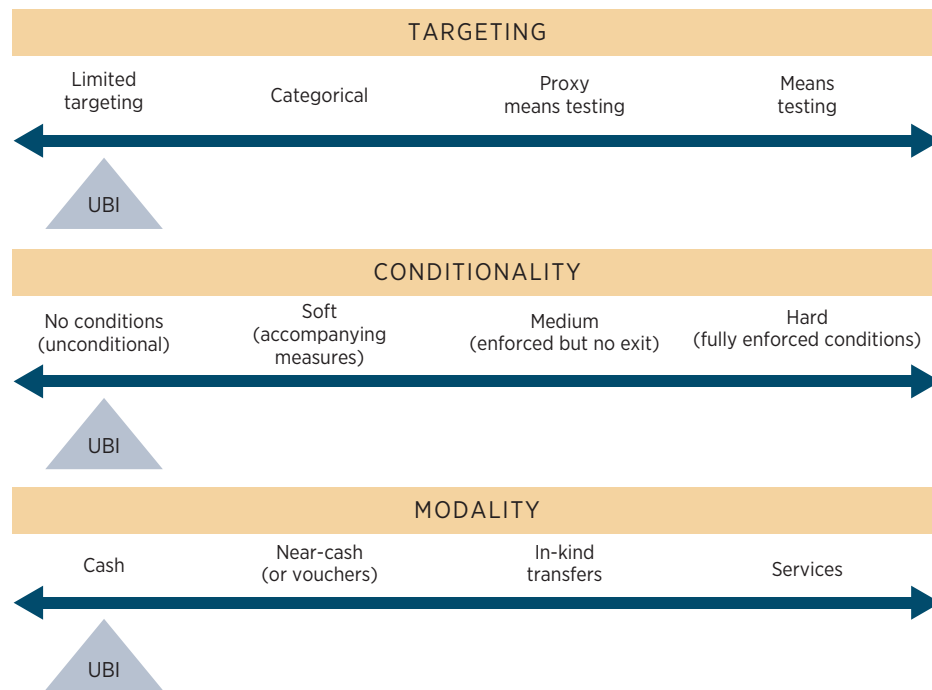 TARGETING
Limited
targeting
Categorical
Proxy
means testing
Means
testing
UBI
CONDITIONALITY
No conditions
(unconditional)
Soft
(accompanying
measures)
Medium
(enforced but no exit)
Hard
(fully enforced conditions)
UBI
MODALITY
Cash
Near-cash
(or vouchers)
In-kind
transfers
Services
UBI